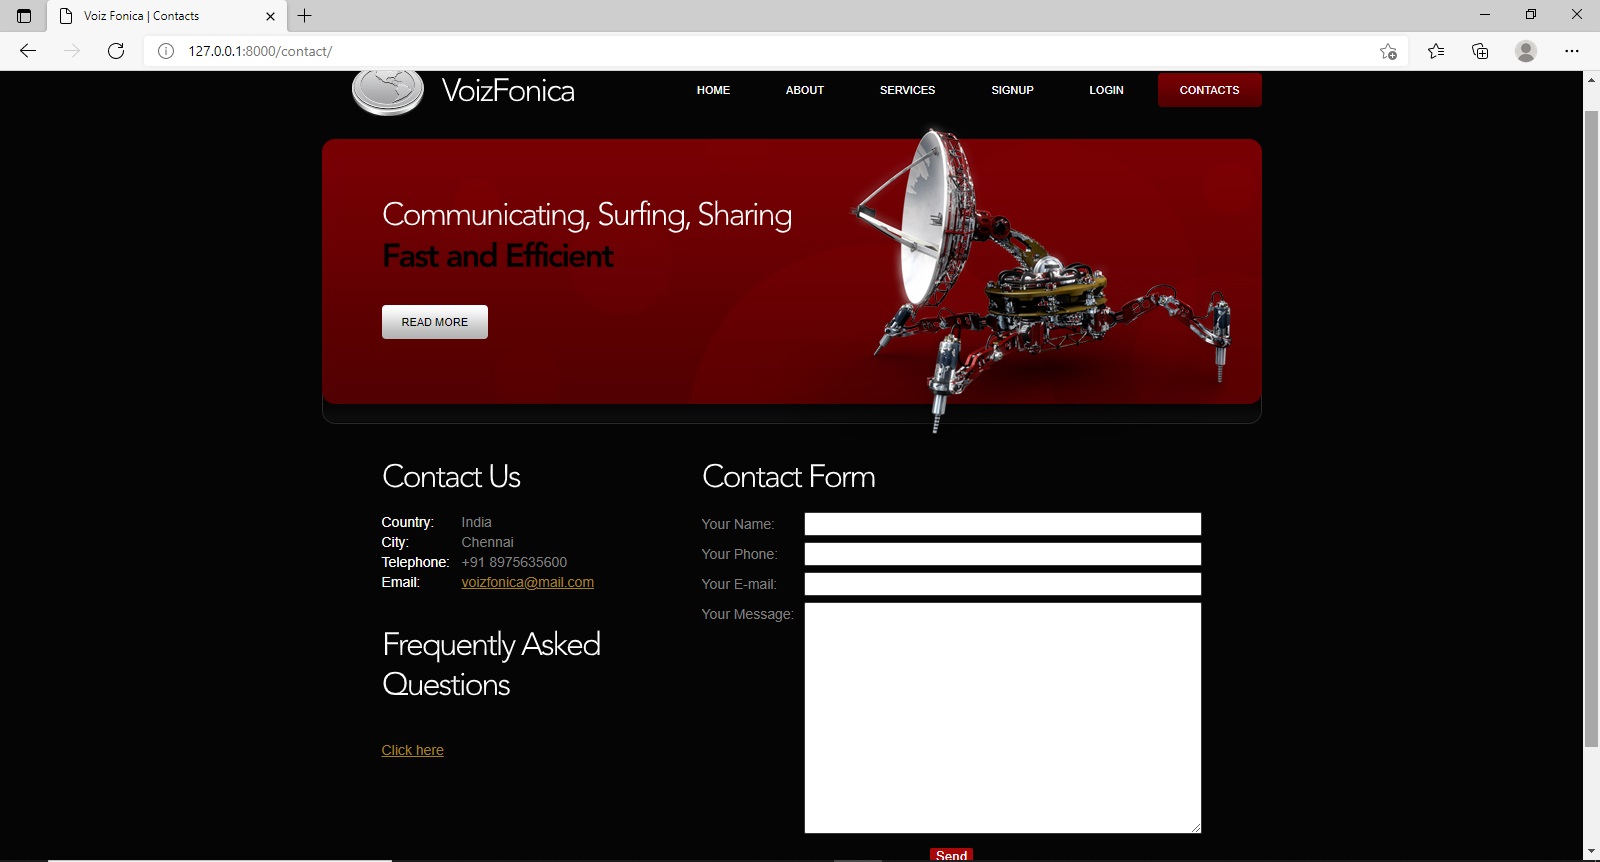 Voiz Fonica | Contacts
127.0.0.1:8000/contact/
VoizFonica
HOME ABOUT SERVICES SIGNUP LOGIN CONTACTS
Communicating, Surfing, Sharing
Fast and Efficient
READ MORE
Contact Us
Country: India
City: Chennai
Telephone: +91 8975635600
Email: voizfonica@mail.com
Frequently Asked
Questions
Click here
Contact Form
Your Name:
Your Phone:
Your E-mail:
Your Message:
Send